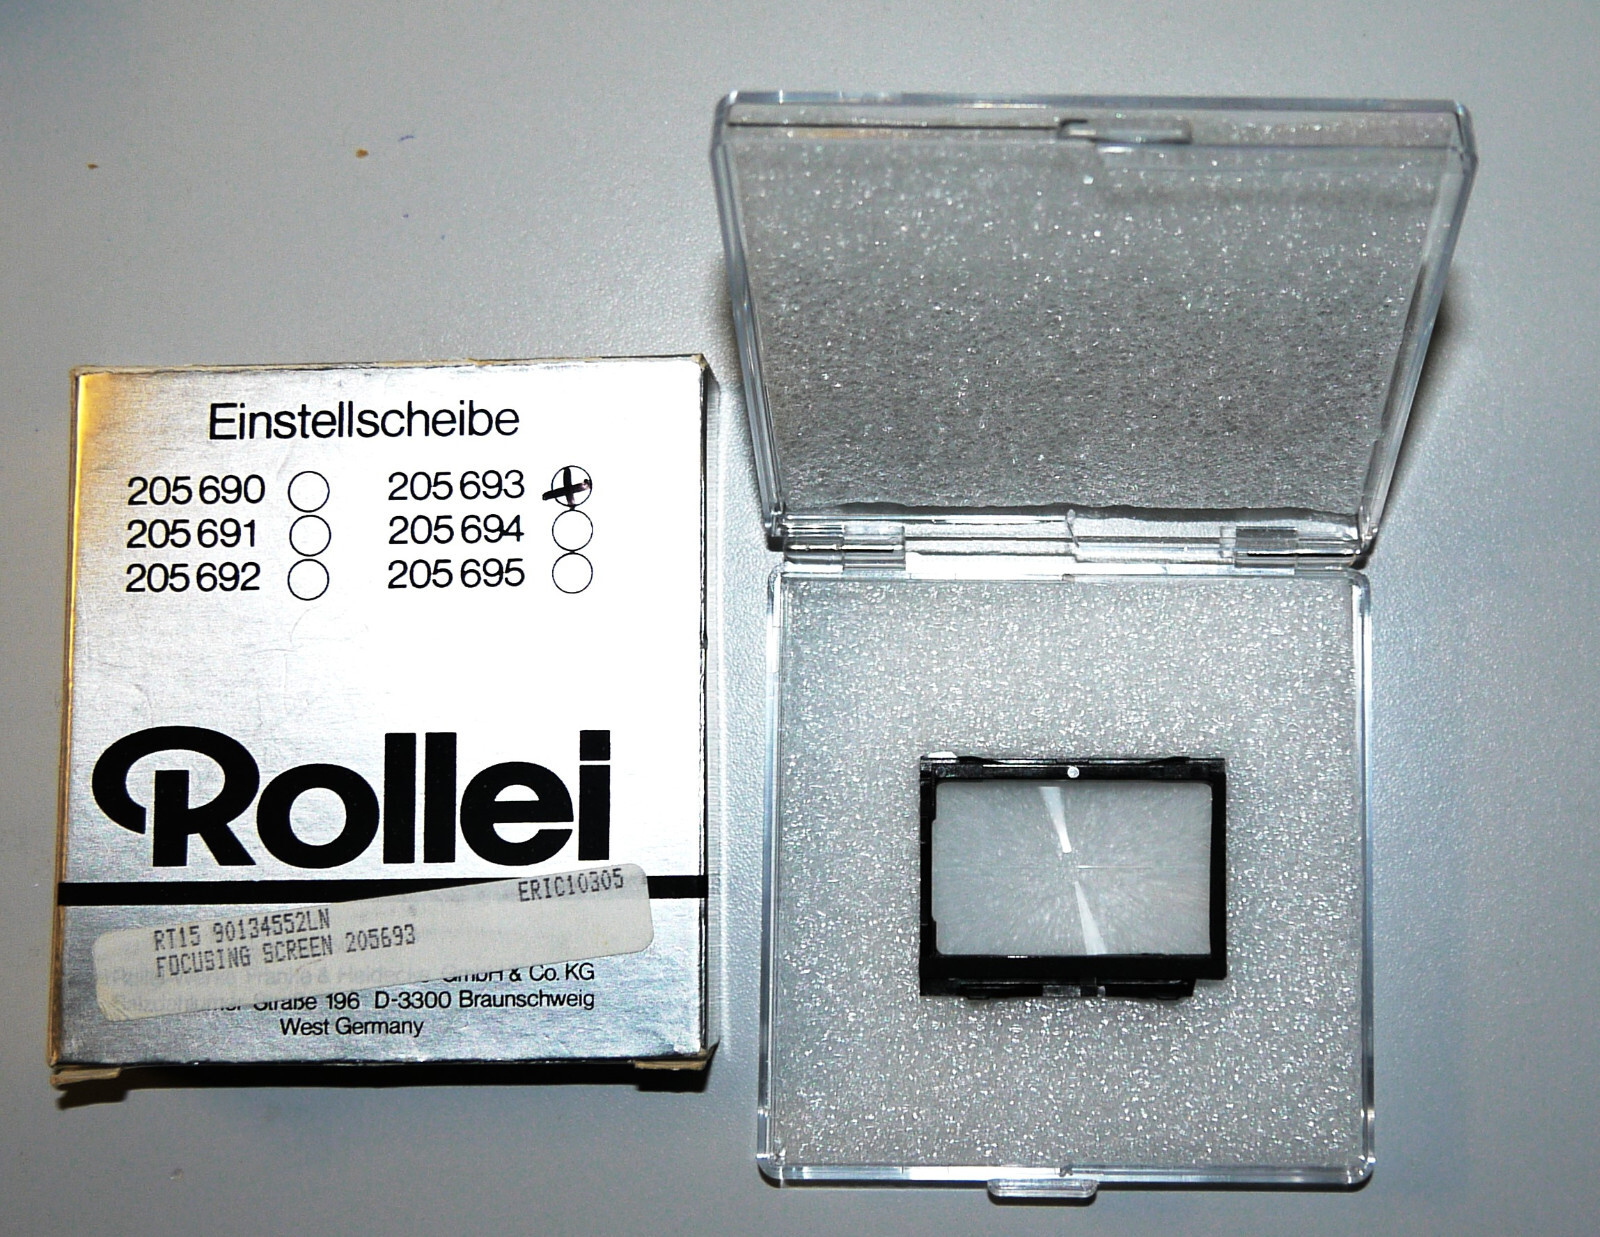 Einstellscheibe
205 690
205 691
205 692
205 693
205 694
205 695
Rollei
ERIC10305
RT15 90134552LN
FOCUSING SCREEN 205693
GmbH & Co. KG
Straße 196 D-3300 Braunschweig
West Germany